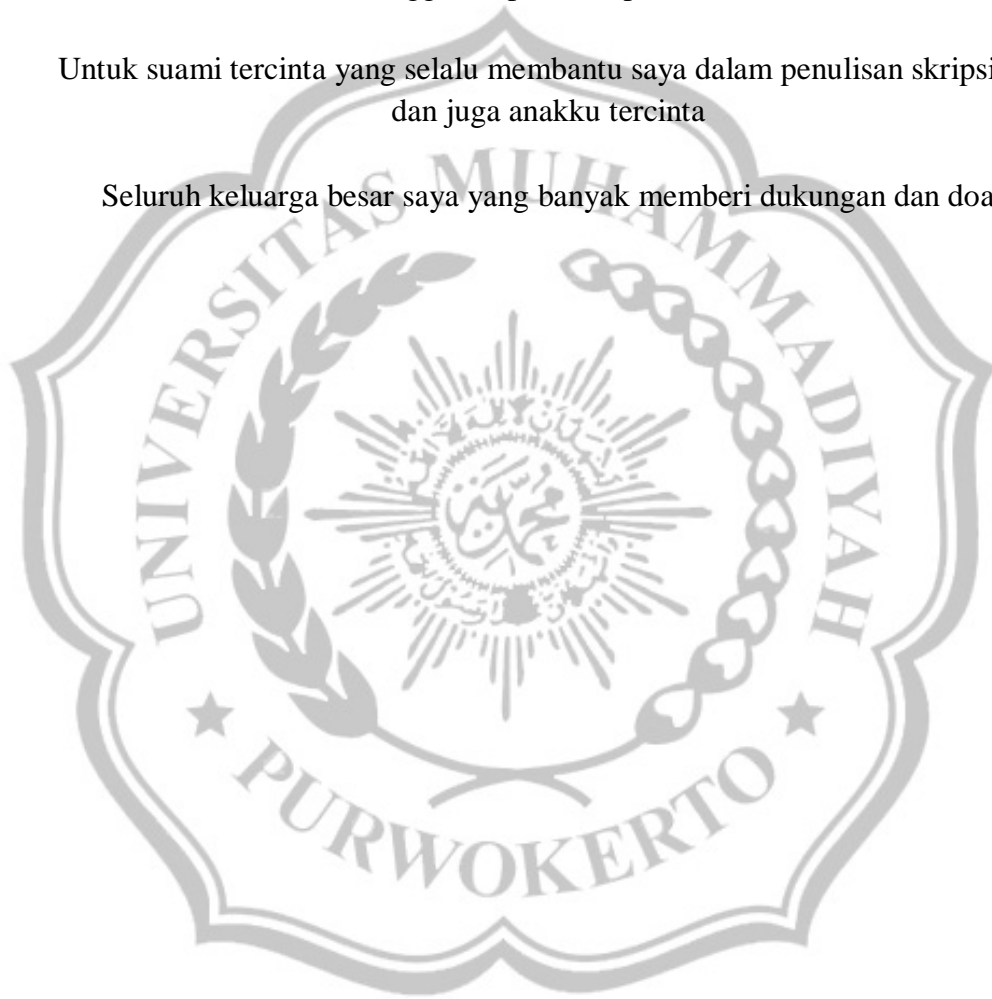 Untuk suami tercinta yang selalu membantu saya dalam penulisan skripsi
dan juga anakku tercinta
Seluruh keluarga besar saya yang banyak memberi dukungan dan doa
UNIVERSITAS MUHAMMADIYAH
PURWOKERTO